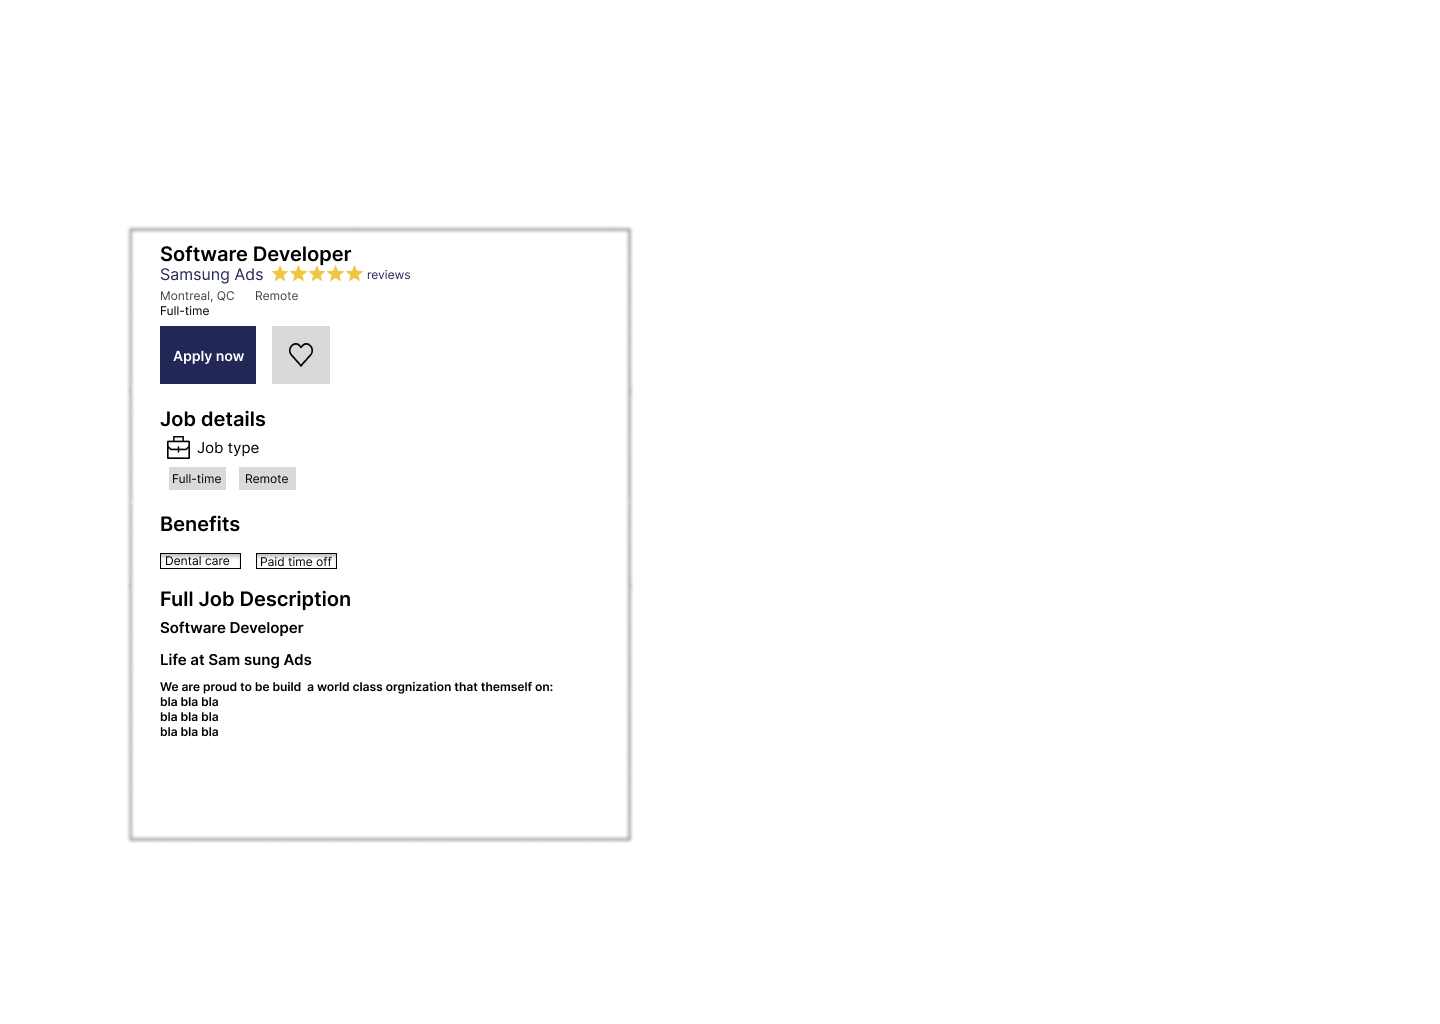 Software Developer
Samsung Ads reviews
Montreal, QC Remote
Full-time
Apply now
Job details
Job type
Full-time Remote
Benefits
Dental care Paid time off
Full Job Description
Software Developer
Life at Sam sung Ads
We are proud to be build  a world class orgnization that themself on:
bla bla bla
bla bla bla
bla bla bla